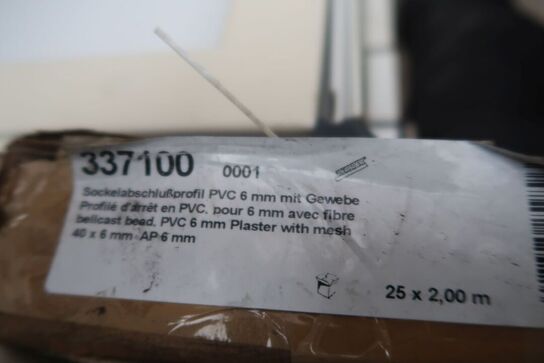 337100 0001
Sockelabschlußprofil PVC 6 mm mit Gewebe
Profilé d'arrêt en PVC. pour 6 mm avec fibre
bellcast bead, PVC 6 mm Plaster with mesh
40 x 6 mm AP 6 mm
25 x 2,00 m